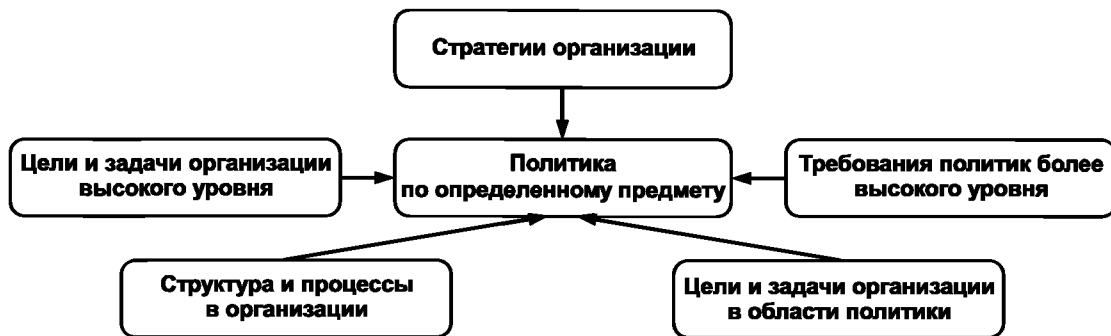 Стратегии организации
Цели и задачи организации
высокого уровня
Политика
по определенному предмету
Требования политик более
высокого уровня
Структура и процессы
в организации
Цели и задачи организации
в области политики